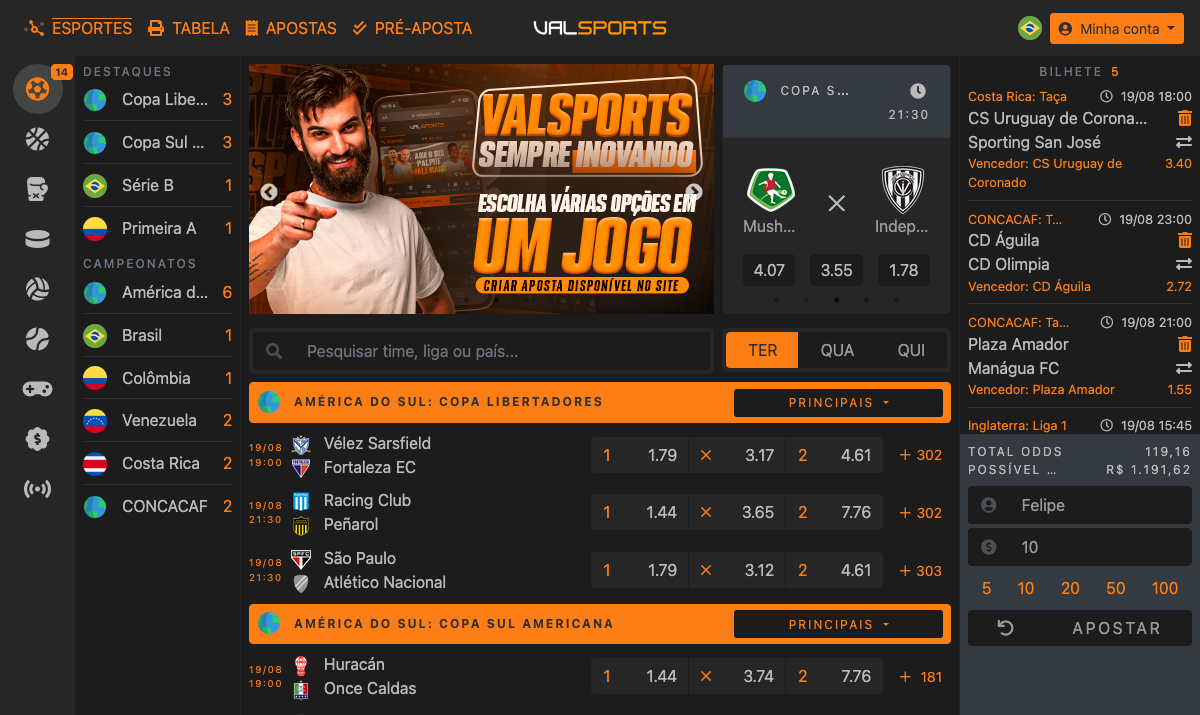 ESPORTES TABELA APOSTAS PRÉ-APOSTA VALSPORTS Minha conta
14
DESTAQUES
Copa Libe... 3
Copa Sul ... 3
Série B 1
Primeira A 1
CAMPEONATOS
América d... 6
Brasil 1
Colômbia 1
Venezuela 2
Costa Rica 2
CONCACAF 2
VALSPORTS
SEMPRE INOVANDO
ESCOLHA VÁRIAS OPÇÕES EM
UM JOGO
CRIAR APOSTA DISPONÍVEL NO SITE
COPA S...
21:30
Mush... Indep...
4.07 3.55 1.78
Pesquisar time, liga ou país...
TER QUA QUI
AMÉRICA DO SUL: COPA LIBERTADORES PRINCIPAIS
19/08 19:00
Vélez Sarsfield
Fortaleza EC
1 1.79 × 3.17 2 4.61 + 302
19/08 21:30
Racing Club
Peñarol
1 1.44 × 3.65 2 7.76 + 302
19/08 21:30
São Paulo
Atlético Nacional
1 1.79 × 3.12 2 4.61 + 303
AMÉRICA DO SUL: COPA SUL AMERICANA PRINCIPAIS
19/08 19:00
Huracán
Once Caldas
1 1.44 × 3.74 2 7.76 + 181
BILHETE 5
Costa Rica: Taça 19/08 18:00
CS Uruguay de Corona...
Sporting San José
Vencedor: CS Uruguay de 3.40
Coronado
CONCACAF: T... 19/08 23:00
CD Águila
CD Olimpia
Vencedor: CD Águila 2.72
CONCACAF: Ta... 19/08 21:00
Plaza Amador
Manágua FC
Vencedor: Plaza Amador 1.55
Inglaterra: Liga 1 19/08 15:45
TOTAL ODDS 119,16
POSSÍVEL ... R$ 1.191,62
Felipe
10
5 10 20 50 100
APOSTAR